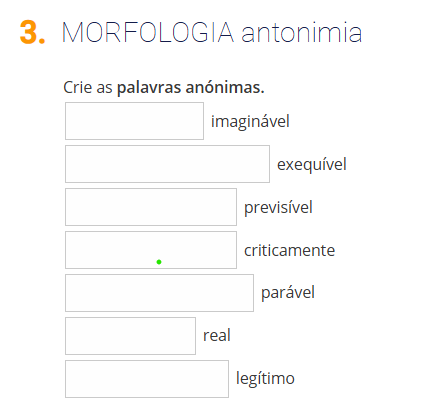 3. MORFOLOGIA antonimia
Crie as palavras anónimas.
imaginável
exequível
previsível
criticamente
parável
real
legítimo